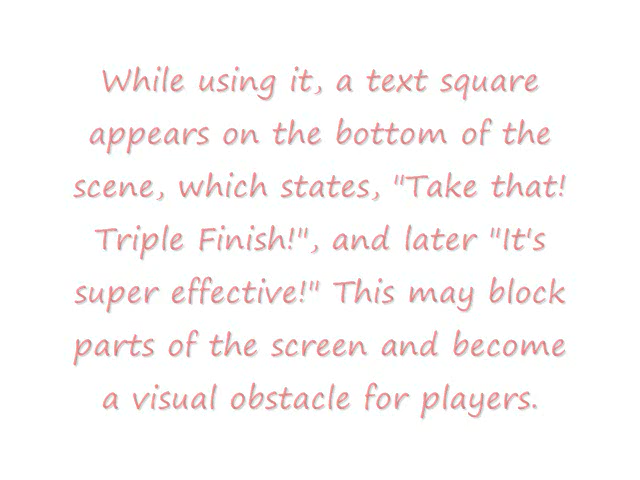 While using it, a text square
appears on the bottom of the
scene, which states, "Take that!
Triple Finish!", and later "It's
super effective!" This may block
parts of the screen and become
a visual obstacle for players.